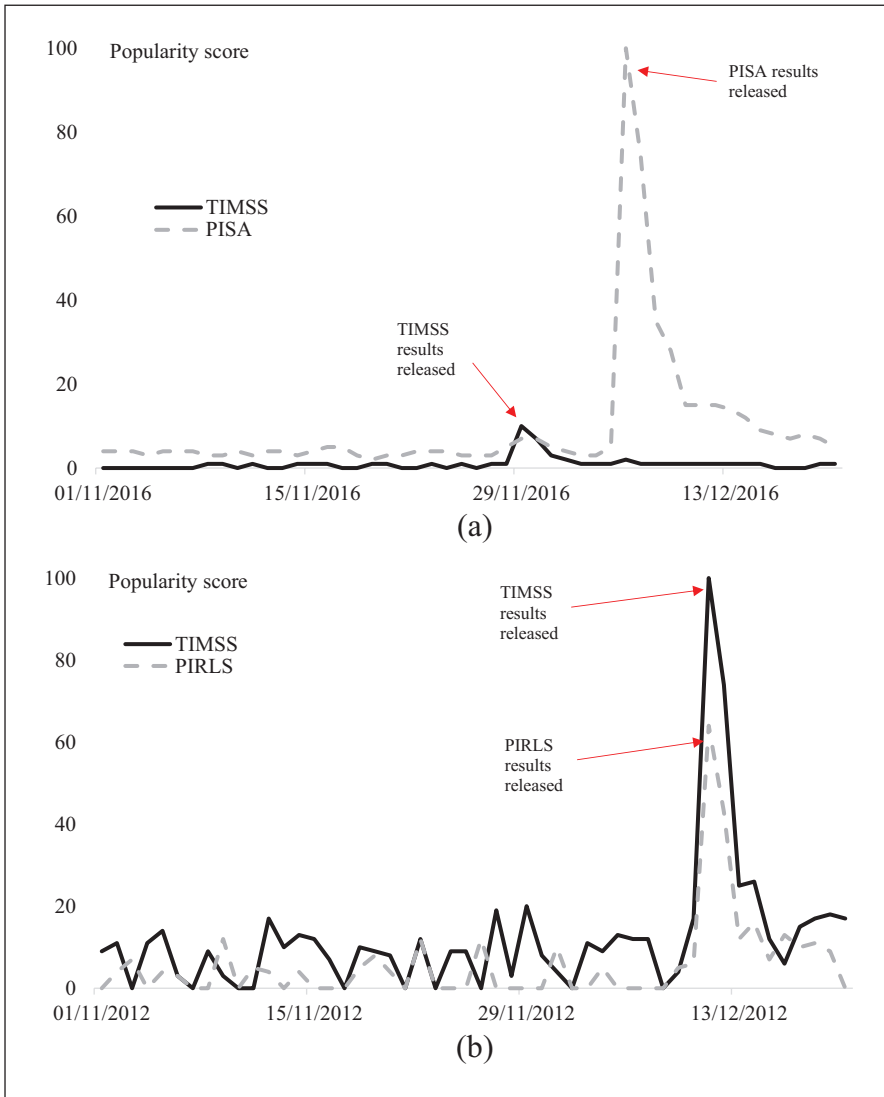 100
Popularity score
PISA results
released
80
TIMSS
PISA
60
40
TIMSS
results
released
20
0
01/11/2016
15/11/2016
29/11/2016
13/12/2016
(a)
100
Popularity score
TIMSS
results
released
TIMSS
PIRLS
80
60
PIRLS
results
released
40
20
0
01/11/2012
15/11/2012
29/11/2012
13/12/2012
(b)